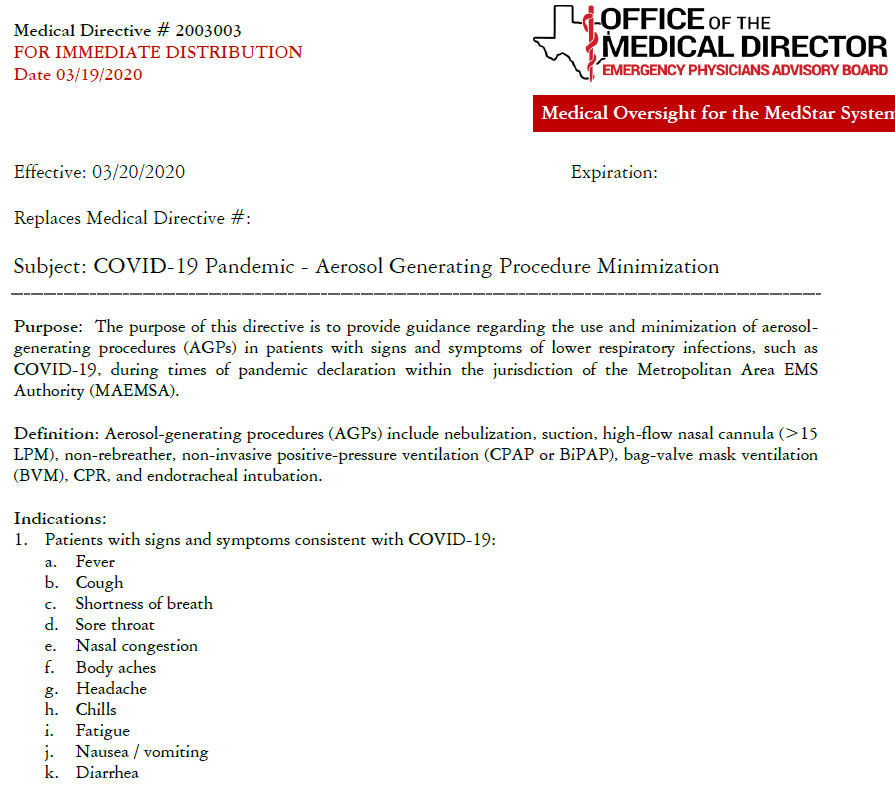 Medical Directive # 2003003
FOR IMMEDIATE DISTRIBUTION
Date 03/19/2020
OFFICE OF THE
MEDICAL DIRECTOR
EMERGENCY PHYSICIANS ADVISORY BOARD
Medical Oversight for the MedStar System
Effective: 03/20/2020
Expiration:
Replaces Medical Directive #:
Subject: COVID-19 Pandemic - Aerosol Generating Procedure Minimization
Purpose: The purpose of this directive is to provide guidance regarding the use and minimization of aerosol-
generating procedures (AGPs) in patients with signs and symptoms of lower respiratory infections, such as
COVID-19, during times of pandemic declaration within the jurisdiction of the Metropolitan Area EMS
Authority (MAEMSA).
Definition: Aerosol-generating procedures (AGPs) include nebulization, suction, high-flow nasal cannula (>15
LPM), non-rebreather, non-invasive positive-pressure ventilation (CPAP or BiPAP), bag-valve mask ventilation
(BVM), CPR, and endotracheal intubation.
Indications:
1. Patients with signs and symptoms consistent with COVID-19:
a. Fever
b. Cough
c. Shortness of breath
d. Sore throat
e. Nasal congestion
f. Body aches
g. Headache
h. Chills
i. Fatigue
j. Nausea / vomiting
k. Diarrhea